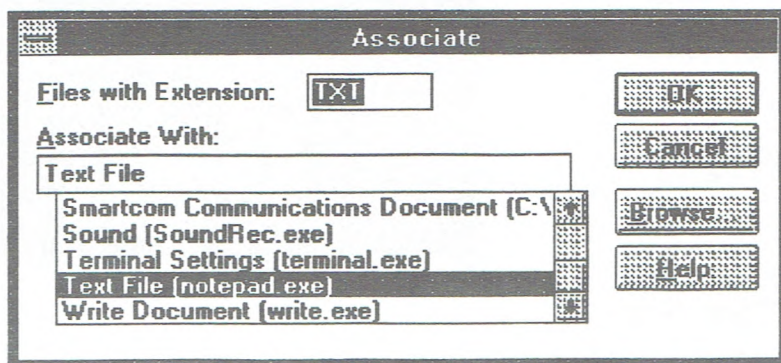 Associate
Files with Extension: TXT
OK
Associate With:
Cancel
Text File
Smartcom Communications Document (C:\
Sound (SoundRec.exe)
Browse...
Terminal Settings (terminal.exe)
Text File (notepad.exe)
Help
Write Document (write.exe)